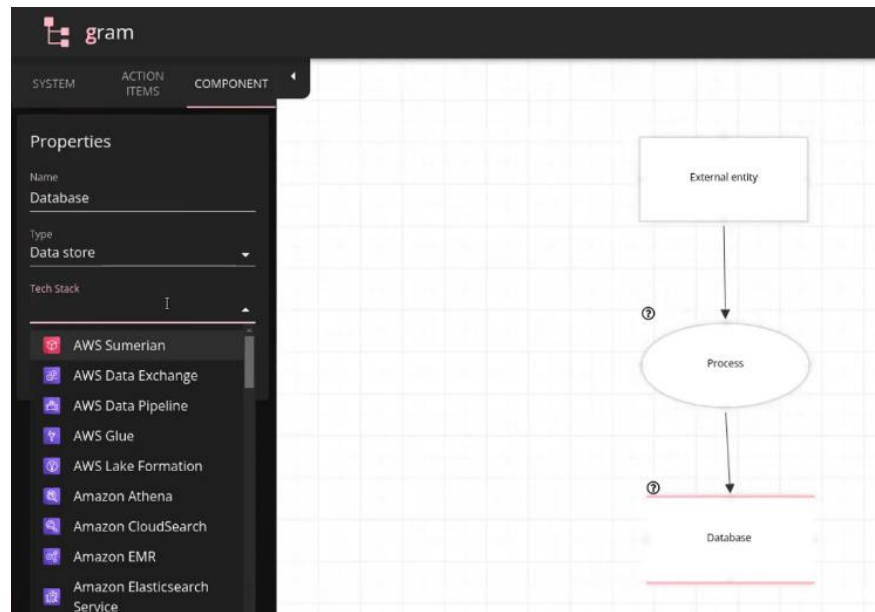 gram
SYSTEM
ACTION
ITEMS
COMPONENT
Properties
Name
Database
Type
Data store
Tech Stack
AWS Sumerian
AWS Data Exchange
AWS Data Pipeline
AWS Glue
AWS Lake Formation
Amazon Athena
Amazon CloudSearch
Amazon EMR
Amazon Elasticsearch
Service
External entity
?
Process
?
Database